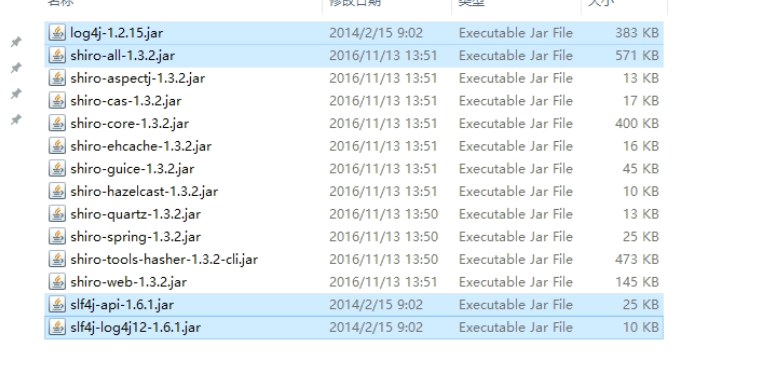 名称 修改日期 类型 大小
log4j-1.2.15.jar 2014/2/15 9:02 Executable Jar File 383 KB
shiro-all-1.3.2.jar 2016/11/13 13:51 Executable Jar File 571 KB
shiro-aspectj-1.3.2.jar 2016/11/13 13:51 Executable Jar File 13 KB
shiro-cas-1.3.2.jar 2016/11/13 13:51 Executable Jar File 17 KB
shiro-core-1.3.2.jar 2016/11/13 13:51 Executable Jar File 400 KB
shiro-ehcache-1.3.2.jar 2016/11/13 13:51 Executable Jar File 16 KB
shiro-guice-1.3.2.jar 2016/11/13 13:51 Executable Jar File 45 KB
shiro-hazelcast-1.3.2.jar 2016/11/13 13:51 Executable Jar File 10 KB
shiro-quartz-1.3.2.jar 2016/11/13 13:50 Executable Jar File 13 KB
shiro-spring-1.3.2.jar 2016/11/13 13:50 Executable Jar File 25 KB
shiro-tools-hasher-1.3.2-cli.jar 2016/11/13 13:50 Executable Jar File 473 KB
shiro-web-1.3.2.jar 2016/11/13 13:51 Executable Jar File 145 KB
slf4j-api-1.6.1.jar 2014/2/15 9:02 Executable Jar File 25 KB
slf4j-log4j12-1.6.1.jar 2014/2/15 9:02 Executable Jar File 10 KB